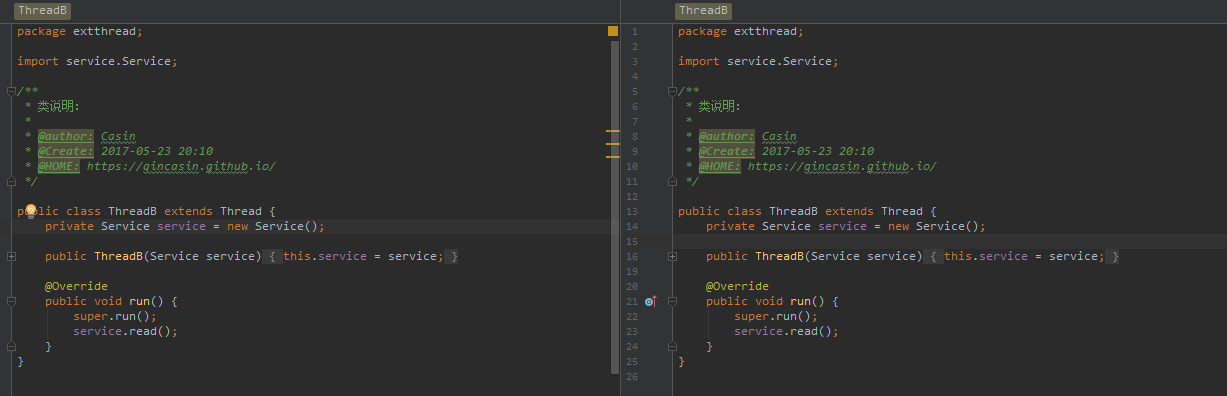 ThreadB
package extthread;
import service.Service;
/**
* 类说明:
*
* @author: Casin
* @Create: 2017-05-23 20:10
* @HOME: https://gincasin.github.io/
*/
public class ThreadB extends Thread {
private Service service = new Service();
public ThreadB(Service service) { this.service = service; }
@Override
public void run() {
super.run();
service.read();
}
}
ThreadB
1 package extthread;
2
3 import service.Service;
4
5 /**
6 * 类说明:
7 *
8 * @author: Casin
9 * @Create: 2017-05-23 20:10
10 * @HOME: https://gincasin.github.io/
11 */
12
13 public class ThreadB extends Thread {
14 private Service service = new Service();
15
16 public ThreadB(Service service) { this.service = service; }
19
20 @Override
21 public void run() {
22 super.run();
23 service.read();
24 }
25 }
26